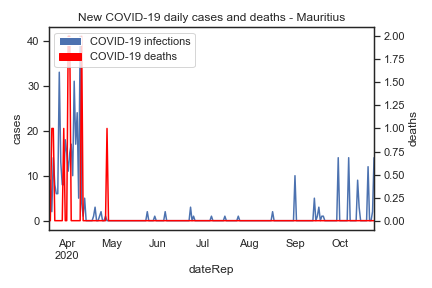 New COVID-19 daily cases and deaths - Mauritius
COVID-19 infections
COVID-19 deaths
cases
40
30
20
10
0
deaths
2.00
1.75
1.50
1.25
1.00
0.75
0.50
0.25
0.00
Apr May Jun Jul Aug Sep Oct
2020
dateRep